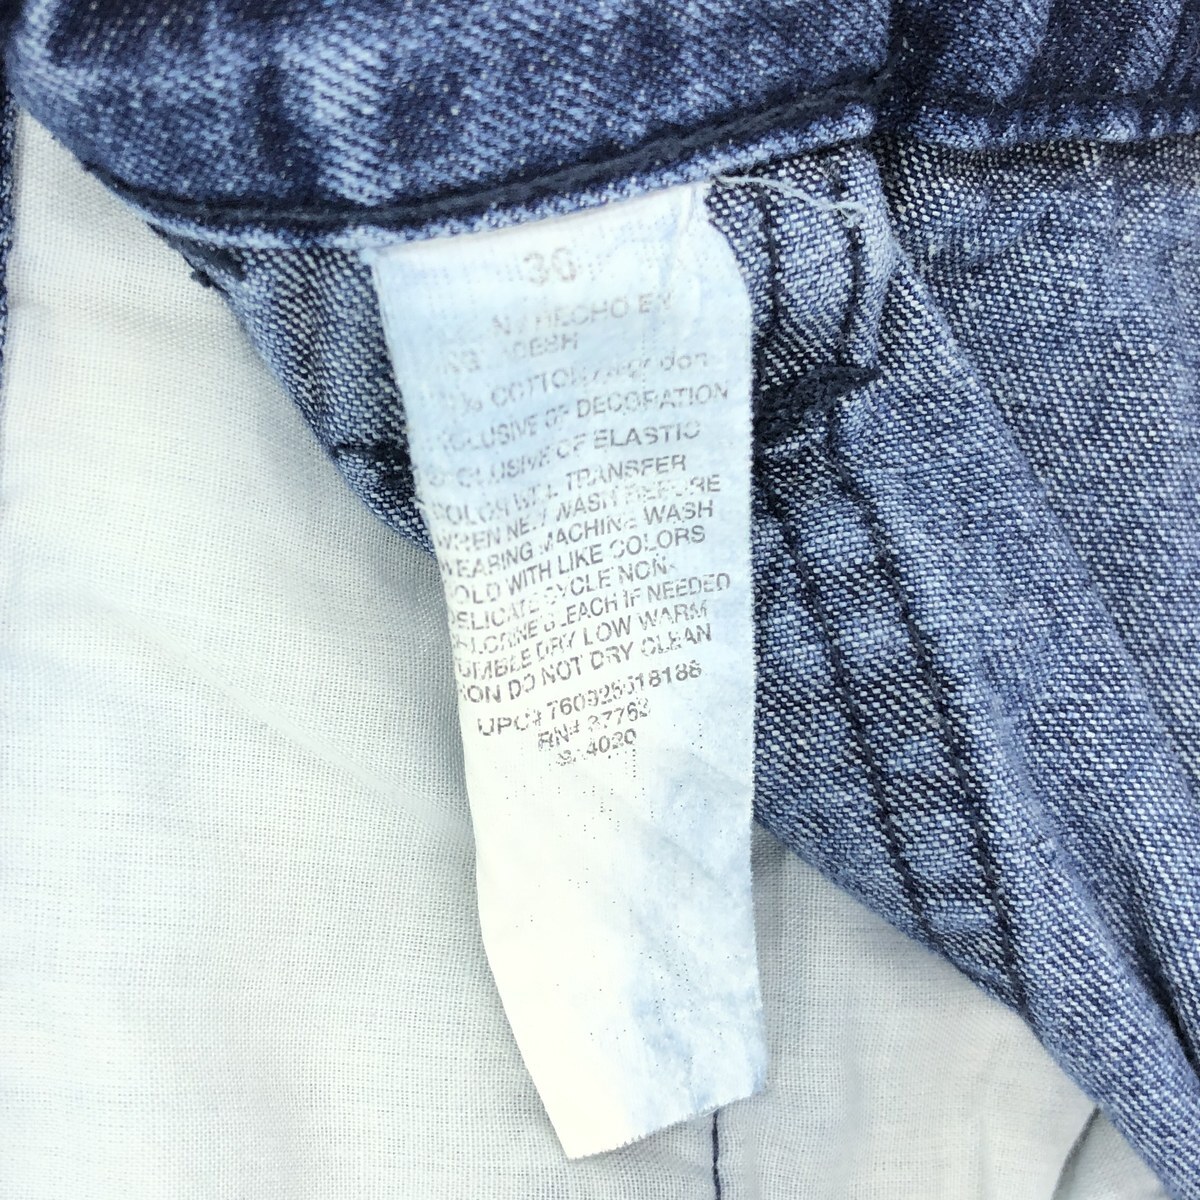 36
HECHO EN
COTTON algodon
EXCLUSIVE OF DECORATION
EXCLUSIVE OF ELASTIC
COLOR WILL TRANSFER
WHEN NEW WASH BEFORE
WEARING MACHINE WASH
COLD WITH LIKE COLORS
DELICATE CYCLE NON-
CHLORINE BLEACH IF NEEDED
TUMBLE DRY LOW WARM
IRON DO NOT DRY CLEAN
UPC#
RN# 37762